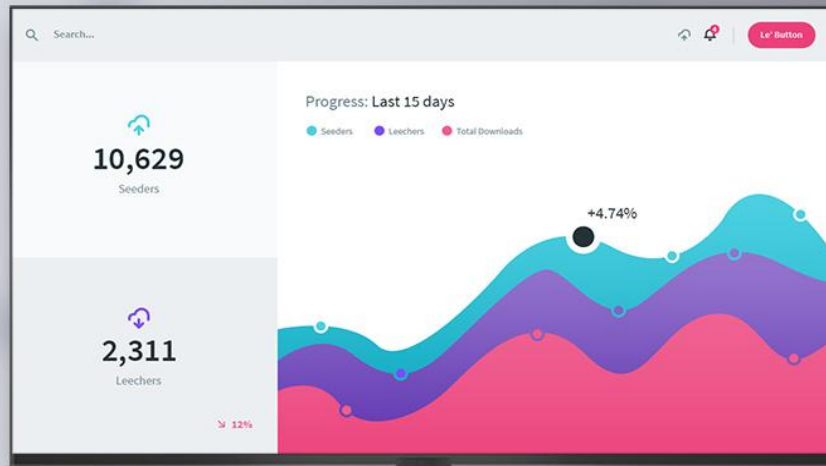 Search...
4
Le' Button
10,629
Seeders
2,311
Leechers
12%
Progress: Last 15 days
Seeders Leechers Total Downloads
+4.74%